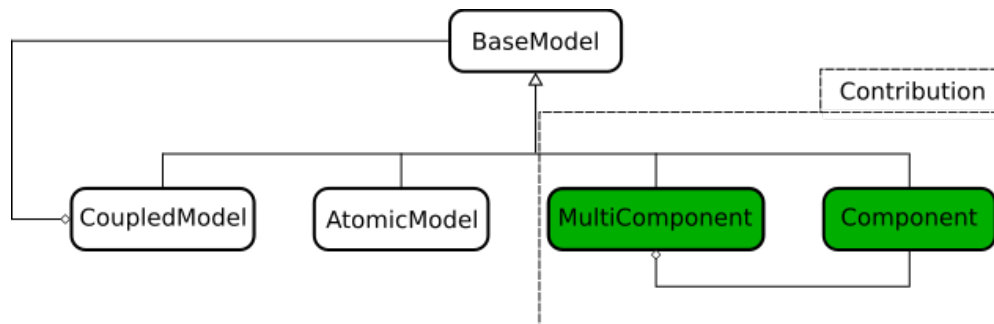 BaseModel
Contribution
CoupledModel
AtomicModel
MultiComponent
Component